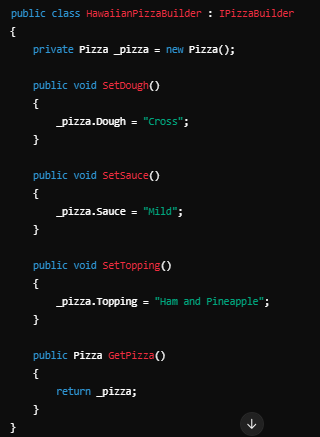 public class HawaiianPizzaBuilder : IPizzaBuilder
{
    private Pizza _pizza = new Pizza();

    public void SetDough()
    {
        _pizza.Dough = "Cross";
    }

    public void SetSauce()
    {
        _pizza.Sauce = "Mild";
    }

    public void SetTopping()
    {
        _pizza.Topping = "Ham and Pineapple";
    }

    public Pizza GetPizza()
    {
        return _pizza;
    }
}